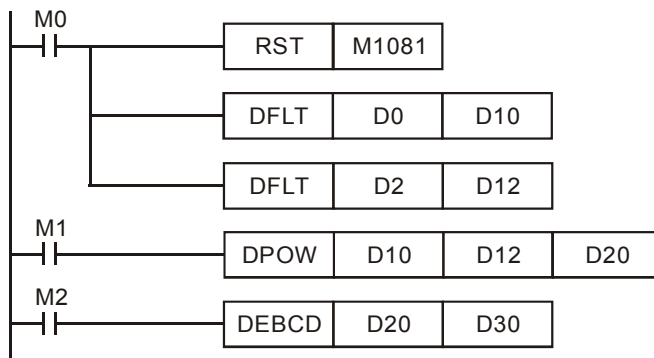 M0
RST M1081
DFLT D0 D10
DFLT D2 D12
M1
DPOW D10 D12 D20
M2
DEBCD D20 D30